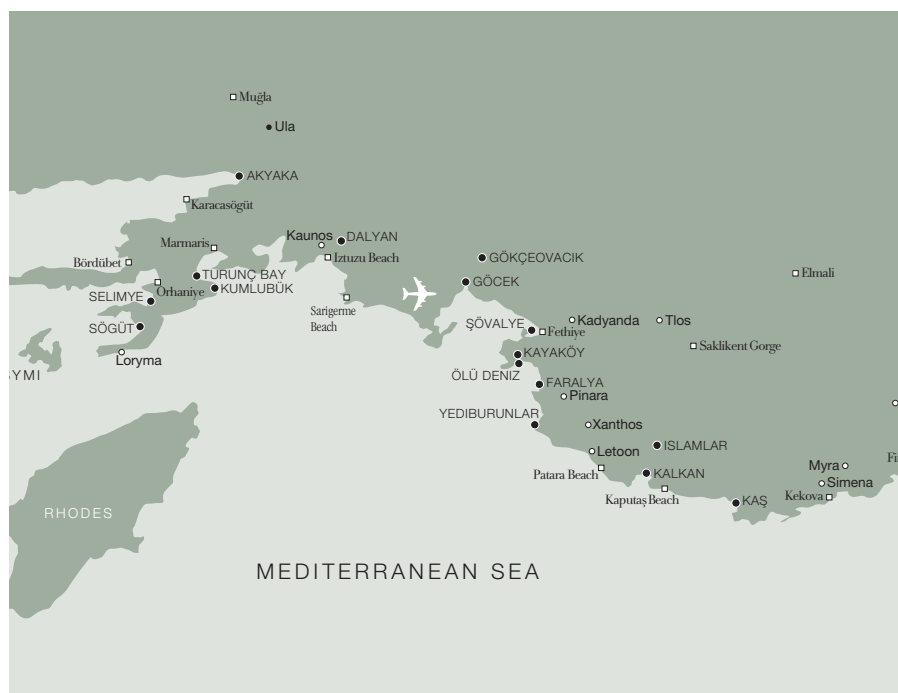 Muğla
Ula
AKYAKA
Karacasögüt
Kaunos
DALYAN
Marmaris
Iztuzu Beach
GÖKÇEOVACIK
Bördübet
TURUNÇ BAY
Elmali
Orhaniye
KUMLUBÜK
GÖCEK
SELIMYE
Sarigerme
Beach
SÖGÜT
ŞÖVALYE
Fethiye
Kadyanda
Tlos
Saklikent Gorge
Loryma
KAYAKÖY
YMI
ÖLÜ DENIZ
FARALYA
Pinara
YEDIBURUNLAR
Xanthos
ISLAMLAR
Letoon
Fi
Myra
Patara Beach
KALKAN
Simena
Kaputaş Beach
Kekova
KAŞ
RHODES
MEDITERRANEAN SEA